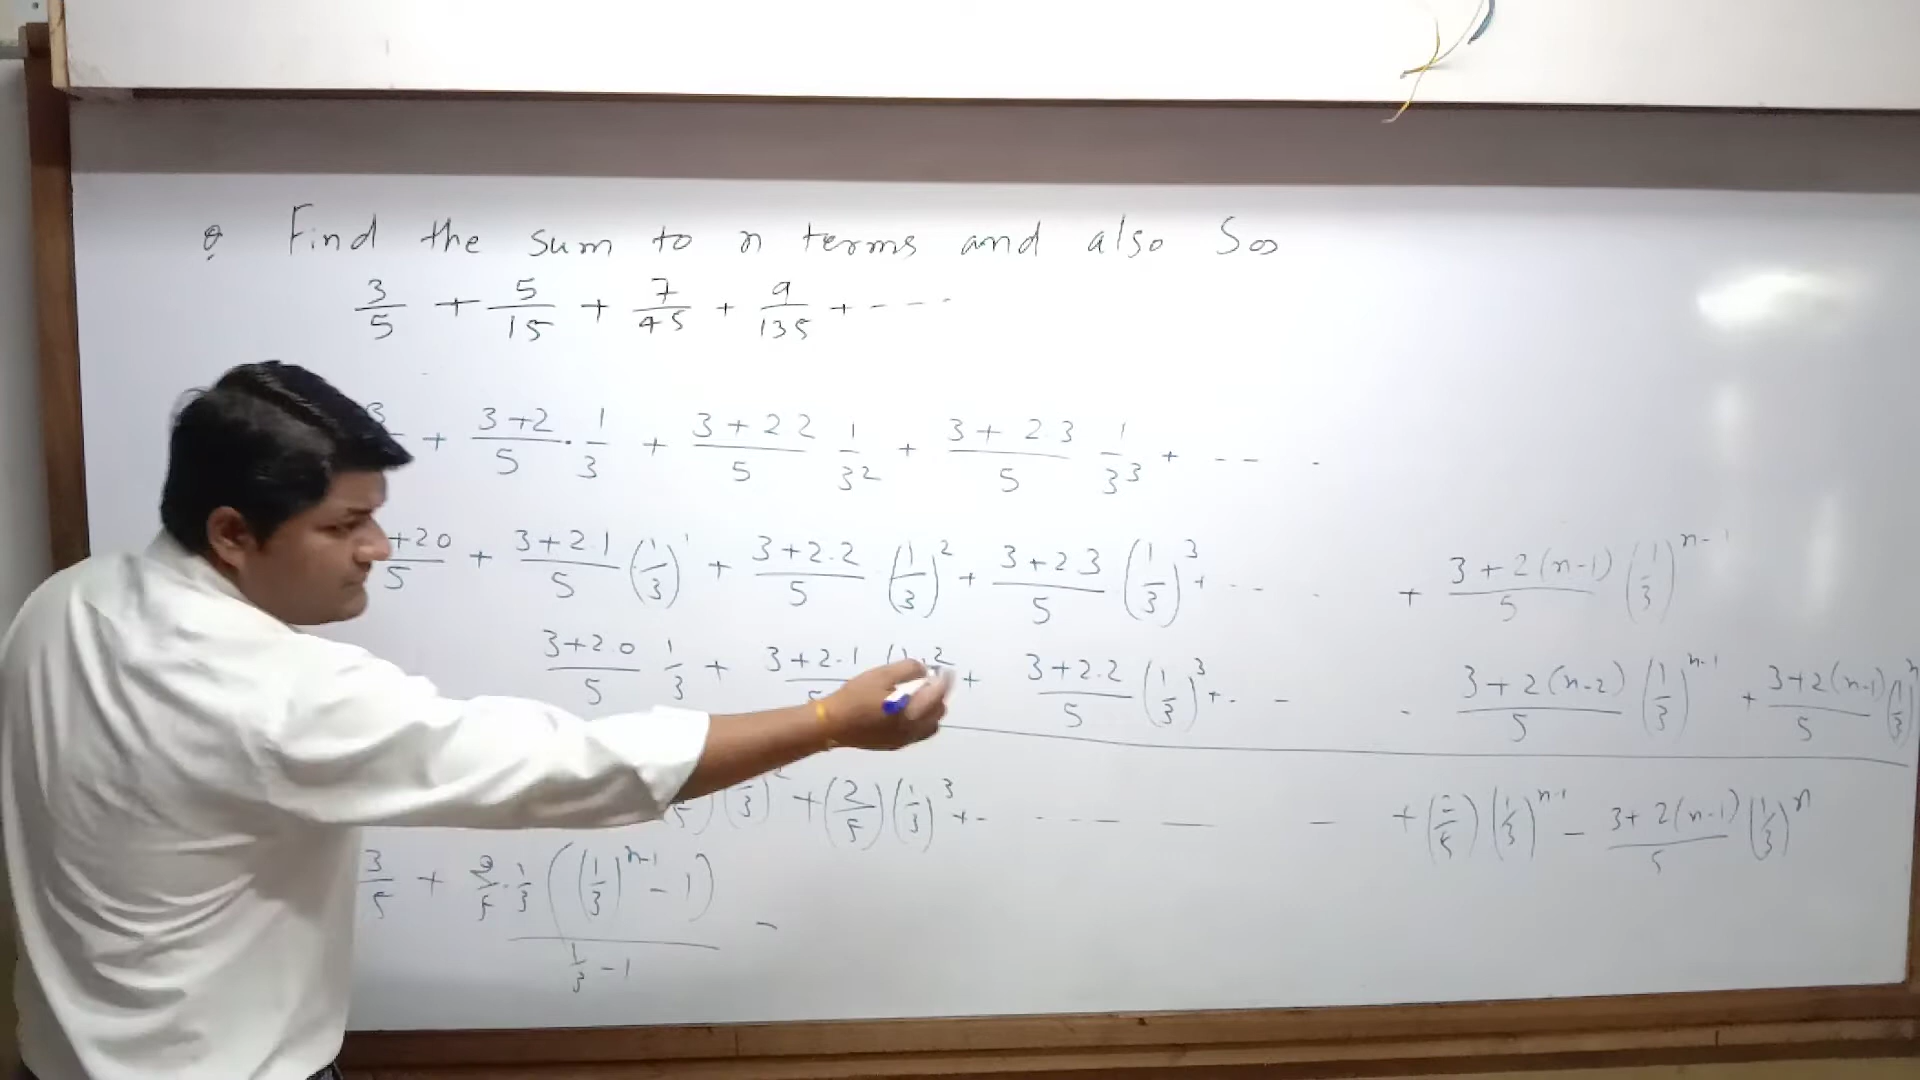 Q Find the sum to n terms and also S∞
3/5 + 5/15 + 7/45 + 9/135 + ----
3 + (3+2)/5 · 1/3 + (3+2 2)/5 1/3^2 + (3+ 2 3)/5 1/3^3 + -- -
+2 0/5 + (3+2.1)/5 (1/3)^1 + (3+2.2)/5 (1/3)^2 + (3+2 3)/5 (1/3)^3 + -- - + (3+2(n-1))/5 (1/3)^n-1
(3+2.0)/5 1/3 + 3+2.1 2 + (3+2.2)/5 (1/3)^3 + - - - (3+2(n-2))/5 (1/3)^n-1 + (3+2(n-1))/5 (1/3)^n
5) (1/3)^2 + (2/5)(1/3)^3 + - - --- — - + (2/5)(1/3)^n-1 - (3+2(n-1))/5 (1/3)^n
3/5 + (2/5 · 1/3 ((1/3)^n-1 - 1))/(1/3 - 1) -